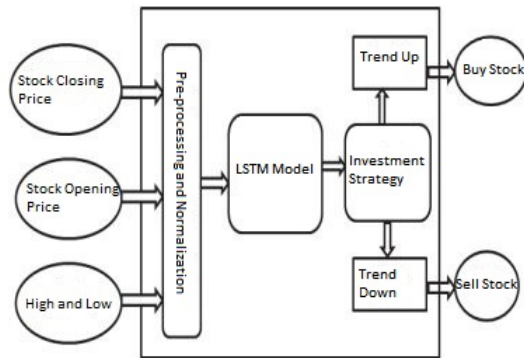 Stock Closing
Price
Stock Opening
Price
High and Low
Pre-processing and Normalization
LSTM Model
Investment
Strategy
Trend Up
Trend
Down
Buy Stock
Sell Stock